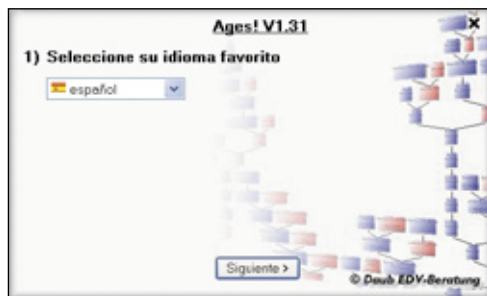 Ages! V1.31
1) Seleccione su idioma favorito
español
Siguiente >
© Daub EDV-Beratung